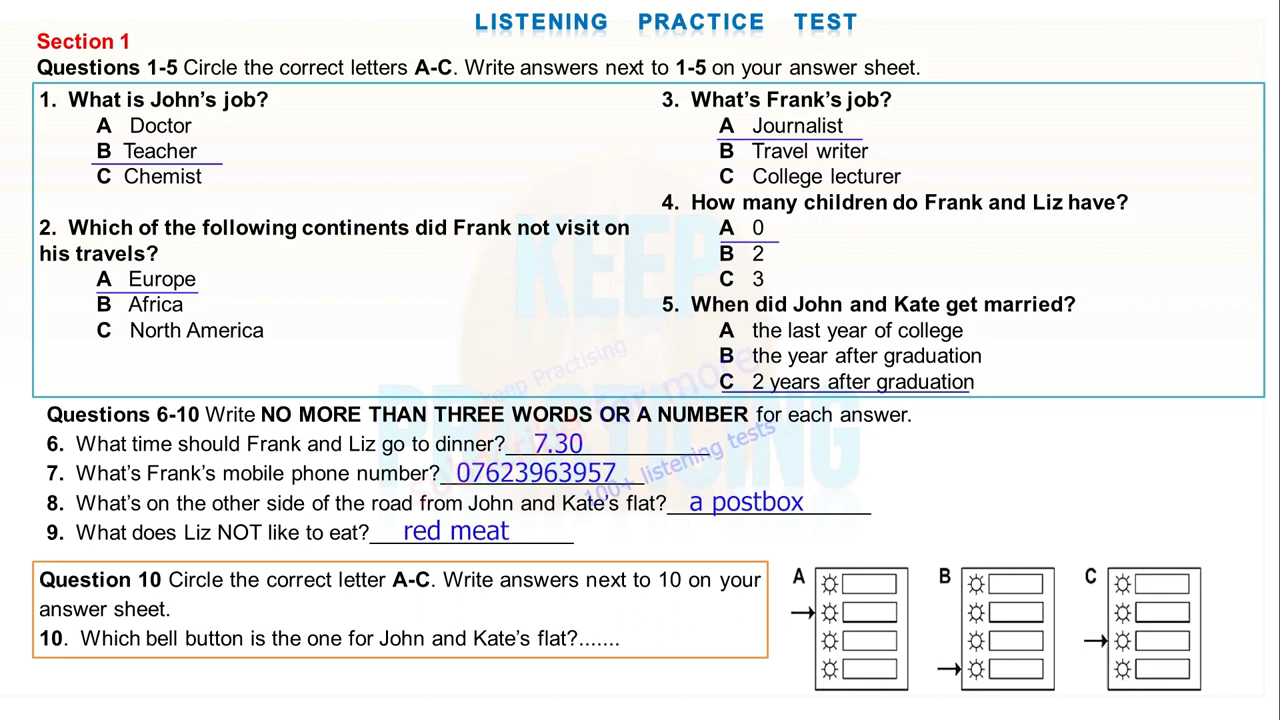 LISTENING PRACTICE TEST
Section 1
Questions 1-5 Circle the correct letters A-C. Write answers next to 1-5 on your answer sheet.
1. What is John's job?
A Doctor
B Teacher
C Chemist
2. Which of the following continents did Frank not visit on
his travels?
A Europe
B Africa
C North America
3. What's Frank's job?
A Journalist
B Travel writer
C College lecturer
4. How many children do Frank and Liz have?
A 0
B 2
C 3
5. When did John and Kate get married?
A the last year of college
B the year after graduation
C 2 years after graduation
KEEP
PRACTISING
Keep Practising
for more
100+ listening tests
Questions 6-10 Write NO MORE THAN THREE WORDS OR A NUMBER for each answer.
6. What time should Frank and Liz go to dinner? 7.30
7. What's Frank's mobile phone number? 07623963957
8. What's on the other side of the road from John and Kate's flat? a postbox
9. What does Liz NOT like to eat? red meat
Question 10 Circle the correct letter A-C. Write answers next to 10 on your
answer sheet.
10. Which bell button is the one for John and Kate's flat?.......
A B C